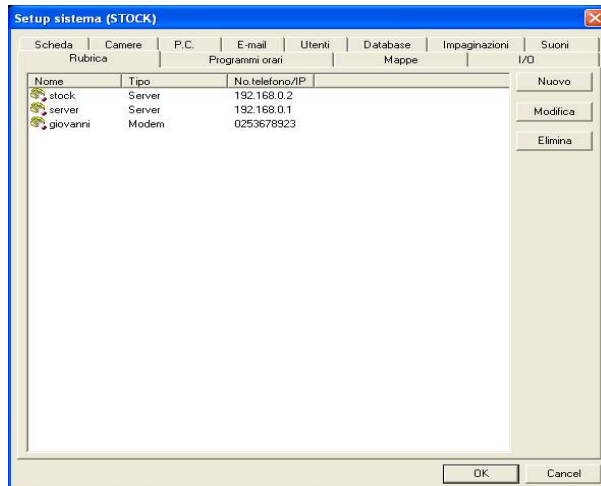 Setup sistema (STOCK)
Scheda Camere P.C. E-mail Utenti Database Impaginazioni Suoni
Rubrica Programmi orari Mappe I/O
Nome Tipo No.telefono/IP
stock Server 192.168.0.2
server Server 192.168.0.1
giovanni Modem 0253678923
Nuovo
Modifica
Elimina
OK Cancel